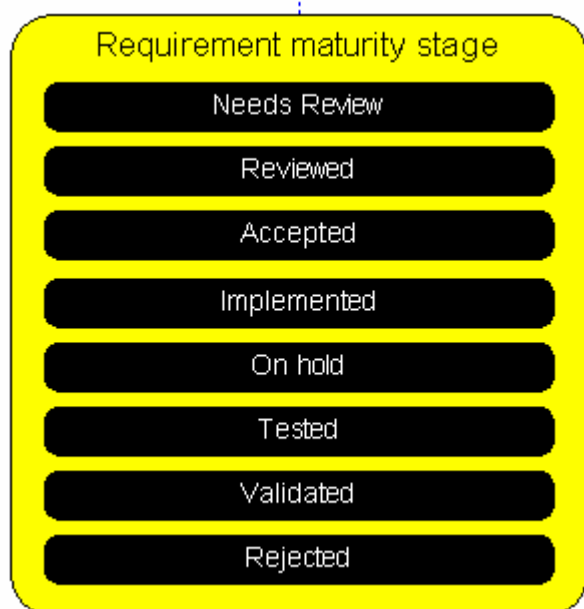 Requirement maturity stage
Needs Review
Reviewed
Accepted
Implemented
On hold
Tested
Validated
Rejected